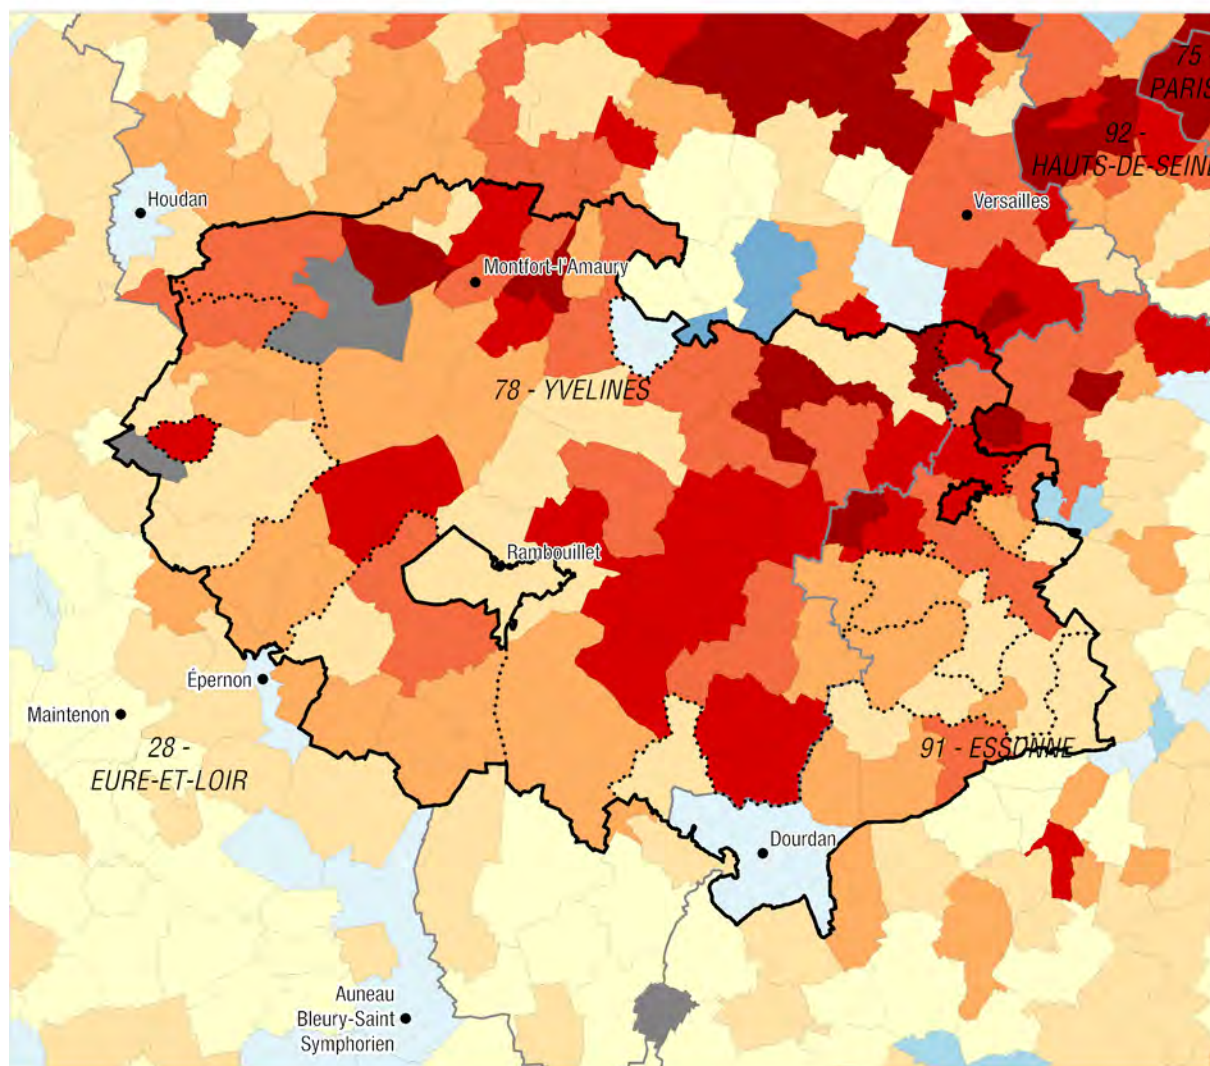 75
PARIS
92 -
HAUTS-DE-SEINE
Houdan
Versailles
Montfort-l'Amaury
78 - YVELINES
Rambouillet
Épernon
Maintenon
28 -
EURE-ET-LOIR
91 - ESSONNE
Dourdan
Auneau
Bleury-Saint
Symphorien